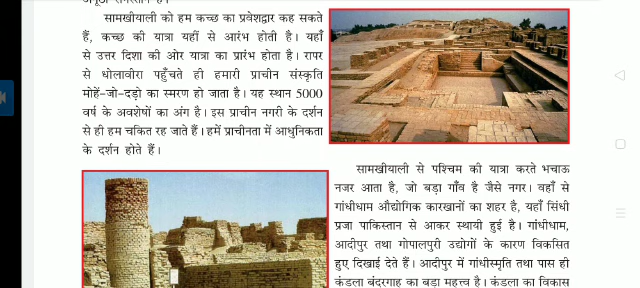 सामखीयाली को हम कच्छ का प्रवेशद्वार कह सकते
हैं, कच्छ की यात्रा यहीं से आरंभ होती है। यहाँ
से उत्तर दिशा की ओर यात्रा का प्रारंभ होता है। रापर
से धोलावीरा पहुँचते ही हमारी प्राचीन संस्कृति
मोहें-जो-दड़ो का स्मरण हो जाता है। यह स्थान 5000
वर्ष के अवशेषों का अंग है। इस प्राचीन नगरी के दर्शन
से ही हम चकित रह जाते हैं। हमें प्राचीनता में आधुनिकता
के दर्शन होते हैं।
सामखीयाली से पश्चिम की यात्रा करते भचाऊ
नजर आता है, जो बड़ा गाँव है जैसे नगर। वहाँ से
गांधीधाम औद्योगिक कारखानों का शहर है, यहाँ सिंधी
प्रजा पाकिस्तान से आकर स्थायी हुई है। गांधीधाम,
आदीपुर तथा गोपालपुरी उद्योगों के कारण विकसित
हुए दिखाई देते हैं। आदीपुर में गांधीस्मृति तथा पास ही
कंडला बंदरगाह का बड़ा महत्त्व है। कंडला का विकास